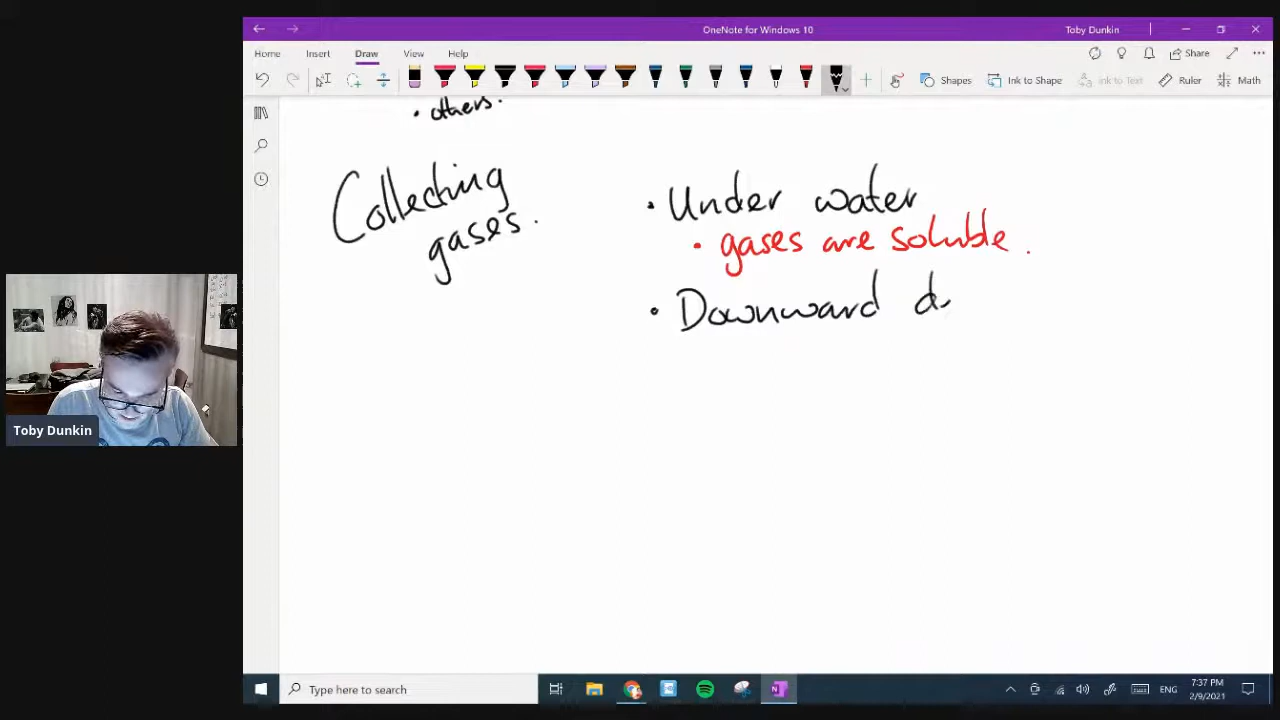 OneNote for Windows 10
Toby Dunkin
Home Insert Draw View Help
Share
Shapes Ink to Shape Ink to Text Ruler Math
• others.
Collecting
gases.
• Under water
• gases are soluble.
• Downward d
Toby Dunkin
Type here to search
ENG
7:37 PM
2/9/2021